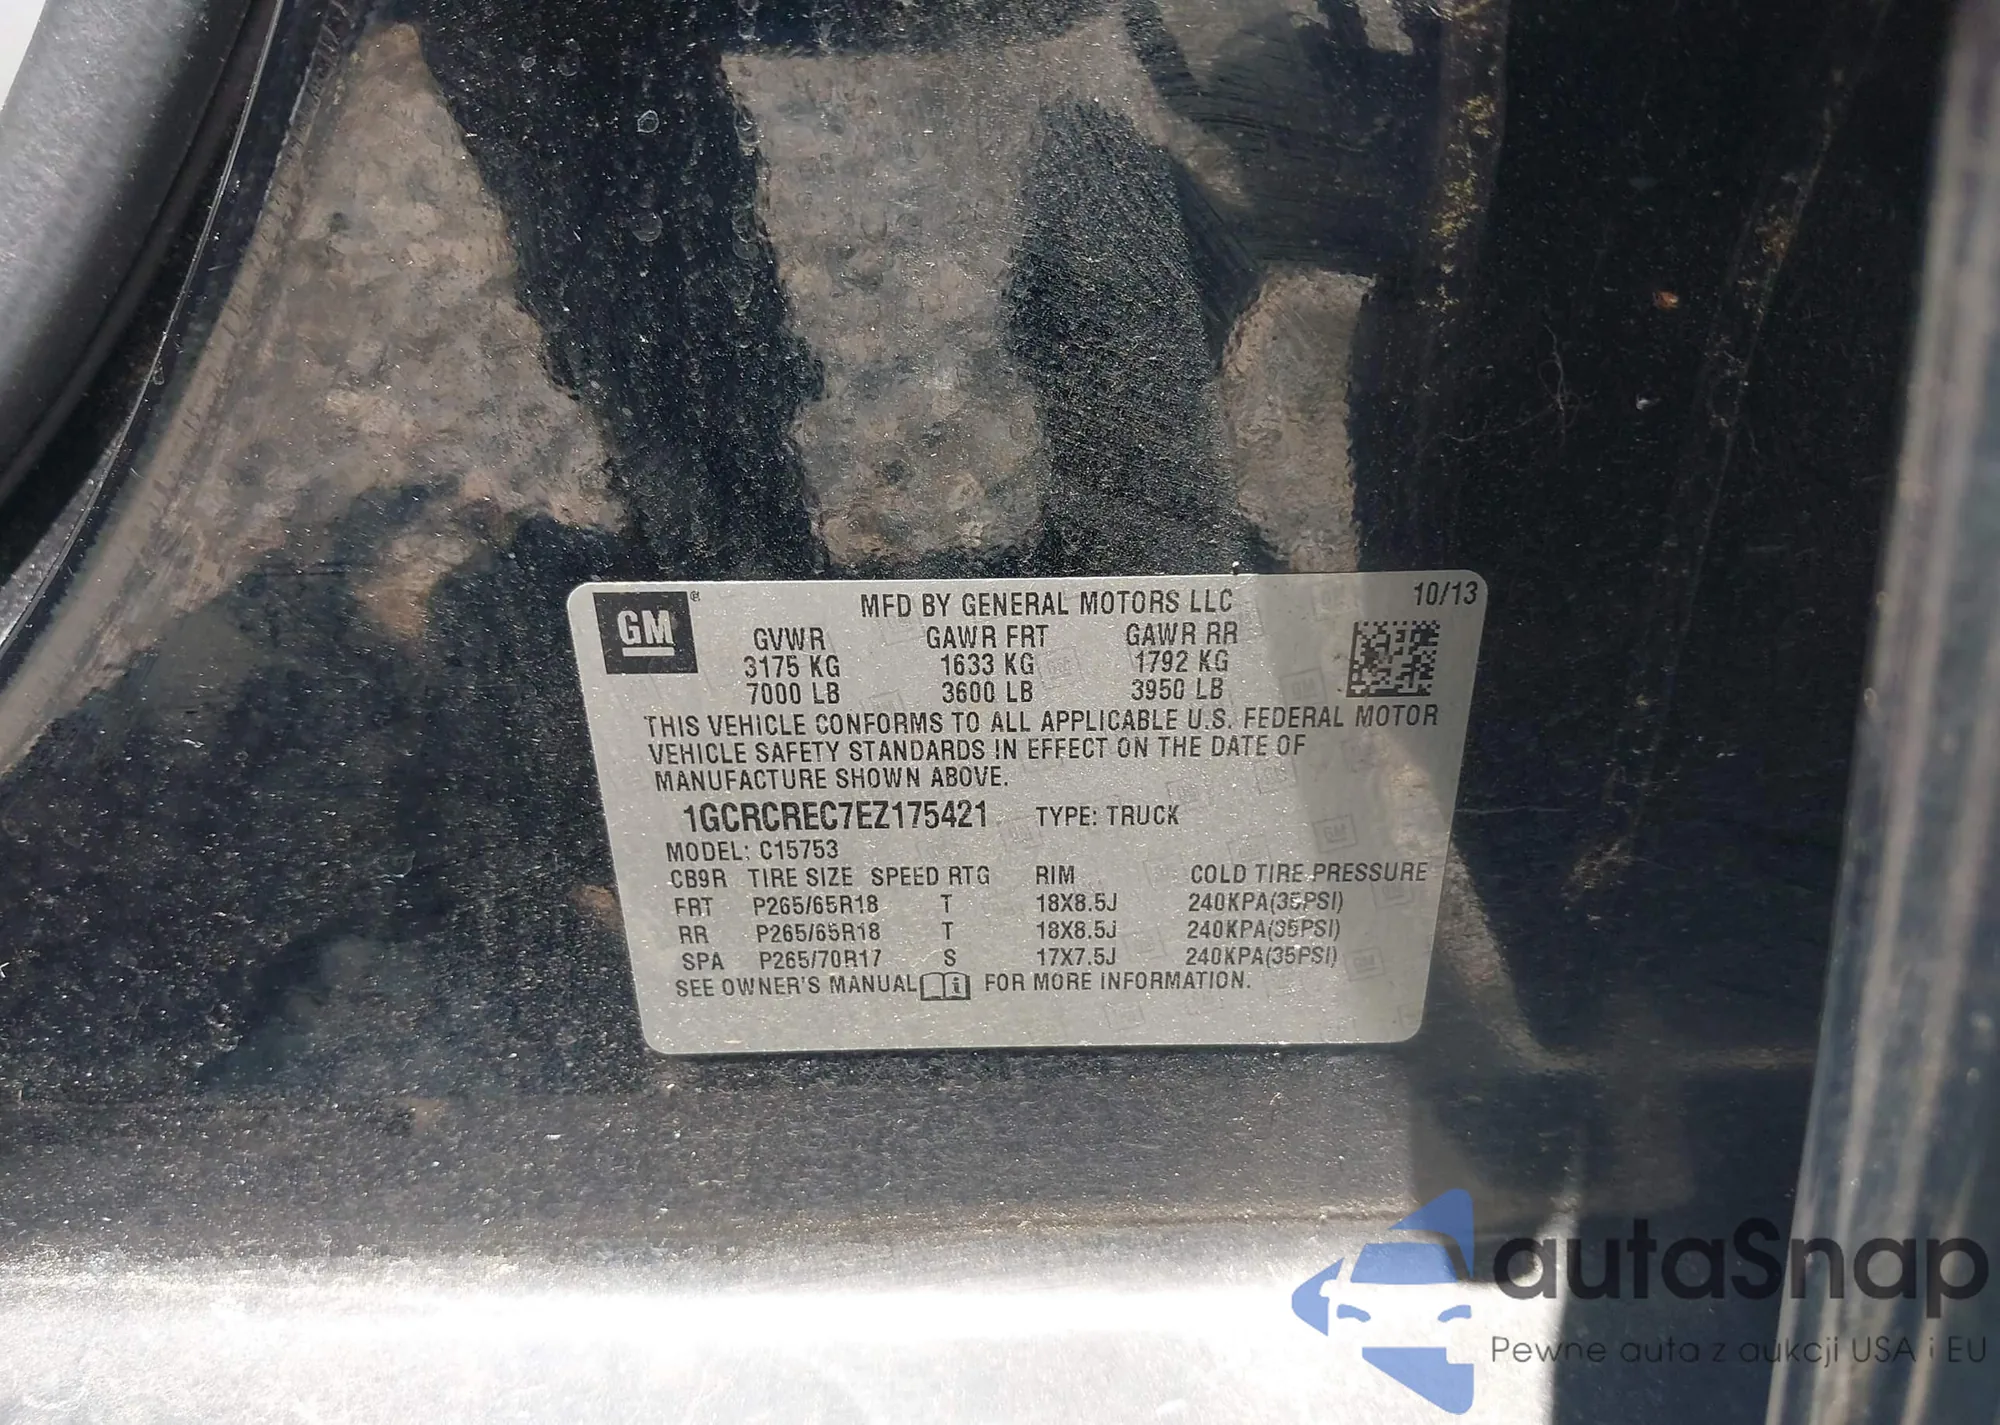 GM
MFD BY GENERAL MOTORS LLC 10/13
GVWR GAWR FRT GAWR RR
3175 KG 1633 KG 1792 KG
7000 LB 3600 LB 3950 LB
THIS VEHICLE CONFORMS TO ALL APPLICABLE U.S. FEDERAL MOTOR
VEHICLE SAFETY STANDARDS IN EFFECT ON THE DATE OF
MANUFACTURE SHOWN ABOVE.
1GCRCREC7EZ175421 TYPE: TRUCK
MODEL: C15753
CB9R TIRE SIZE SPEED RTG RIM COLD TIRE PRESSURE
FRT P265/65R18 T 18X8.5J 240KPA(35PSI)
RR P265/65R18 T 18X8.5J 240KPA(35PSI)
SPA P265/70R17 S 17X7.5J 240KPA(35PSI)
SEE OWNER'S MANUAL FOR MORE INFORMATION.
autaSnap
Pewne auta z aukcji USA i EU